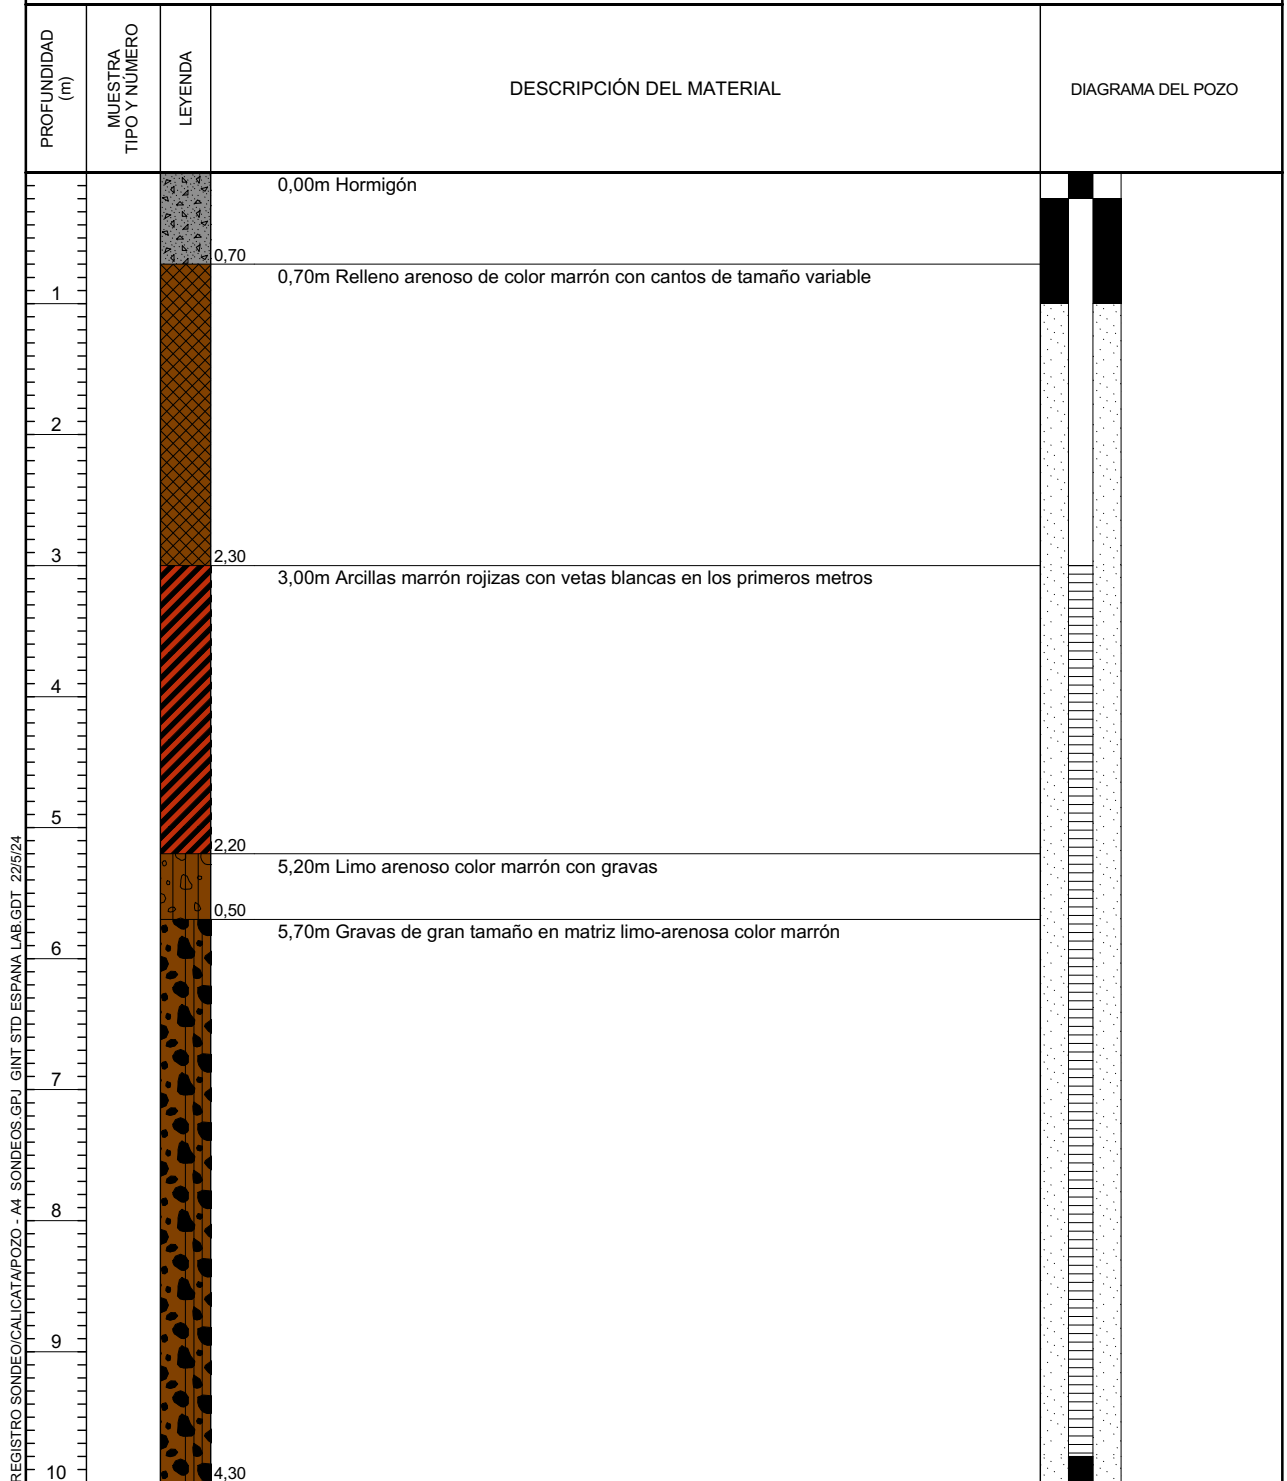 PROFUNDIDAD
(m)
MUESTRA
TIPO Y NÚMERO
LEYENDA
DESCRIPCIÓN DEL MATERIAL
DIAGRAMA DEL POZO
0,00m Hormigón
0,70
0,70m Relleno arenoso de color marrón con cantos de tamaño variable
1
2
3
2,30
3,00m Arcillas marrón rojizas con vetas blancas en los primeros metros
4
5
2,20
5,20m Limo arenoso color marrón con gravas
0,50
5,70m Gravas de gran tamaño en matriz limo-arenosa color marrón
6
7
8
9
10
4,30
REGISTRO SONDEO/CALICATA/POZO - A4 SONDEOS.GPJ GINT STD ESPANA LAB.GDT 22/5/24